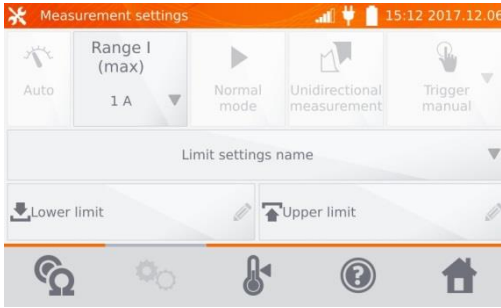 Measurement settings 15:12 2017.12.06
Auto
Range I
(max)
1 A
Normal
mode
Unidirectional
measurement
Trigger
manual
Limit settings name
Lower limit
Upper limit